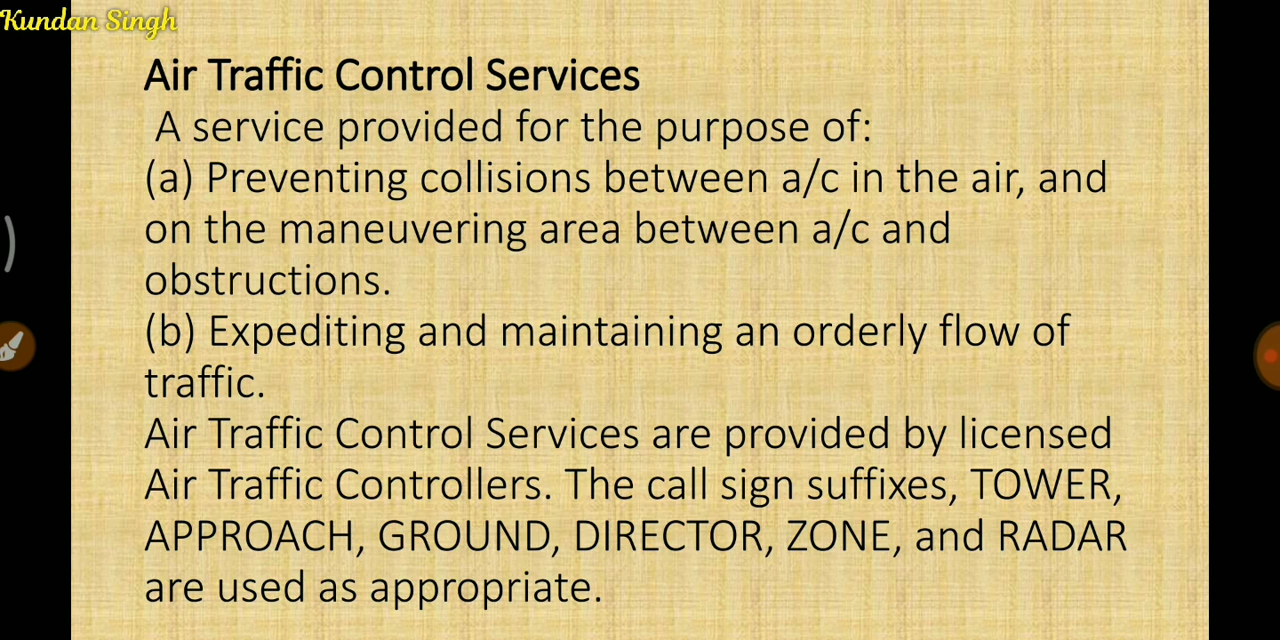 Kundan Singh
Air Traffic Control Services
A service provided for the purpose of:
(a) Preventing collisions between a/c in the air, and
on the maneuvering area between a/c and
obstructions.
(b) Expediting and maintaining an orderly flow of
traffic.
Air Traffic Control Services are provided by licensed
Air Traffic Controllers. The call sign suffixes, TOWER,
APPROACH, GROUND, DIRECTOR, ZONE, and RADAR
are used as appropriate.